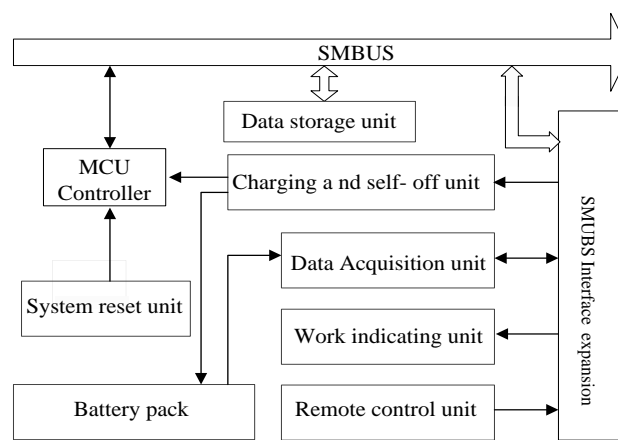 SMBUS
Data storage unit
MCU
Controller
Charging a nd self- off unit
Data Acquisition unit
System reset unit
Work indicating unit
Battery pack
Remote control unit
SMUBS Interface
expansion